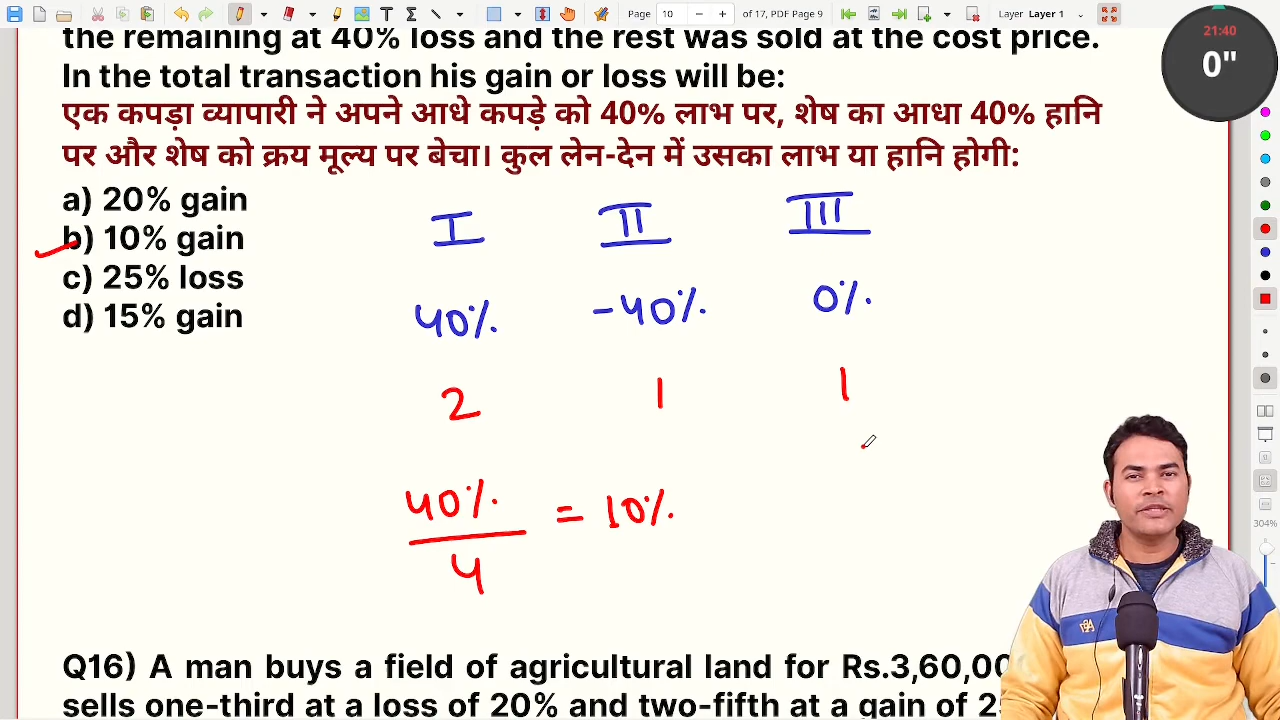 Page 10 of 17, PDF Page 9
Layer Layer 1
21:40
0"
the remaining at 40% loss and the rest was sold at the cost price.
In the total transaction his gain or loss will be:
एक कपड़ा व्यापारी ने अपने आधे कपड़े को 40% लाभ पर, शेष का आधा 40% हानि
पर और शेष को क्रय मूल्य पर बेचा। कुल लेन-देन में उसका लाभ या हानि होगी:
a) 20% gain
b) 10% gain
c) 25% loss
d) 15% gain
I II III
40% -40% 0%
2 1 1
40%
4
= 10%
304%
Q16) A man buys a field of agricultural land for Rs.3,60,00
sells one-third at a loss of 20% and two-fifth at a gain of